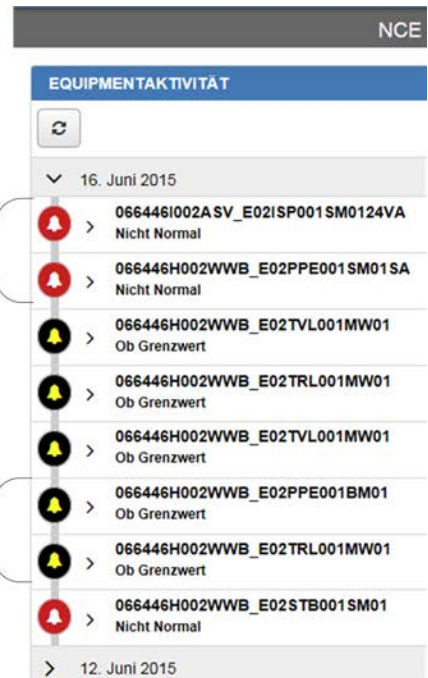 NCE
EQUIPMENTAKTIVITÄT
16. Juni 2015
066446I002ASV_E02ISP001SM0124VA
Nicht Normal
066446H002WWB_E02PPE001SM01SA
Nicht Normal
066446H002WWB_E02TVL001MW01
Ob Grenzwert
066446H002WWB_E02TRL001MW01
Ob Grenzwert
066446H002WWB_E02TVL001MW01
Ob Grenzwert
066446H002WWB_E02PPE001BM01
Ob Grenzwert
066446H002WWB_E02TRL001MW01
Ob Grenzwert
066446H002WWB_E02STB001SM01
Nicht Normal
12. Juni 2015